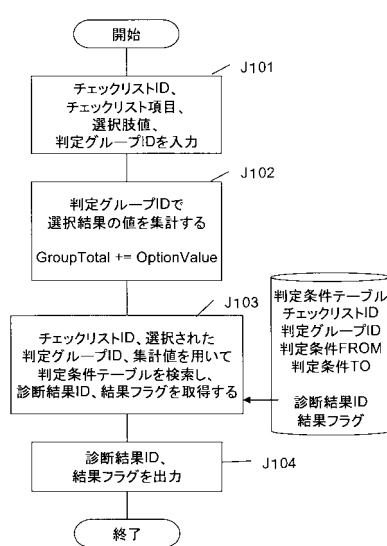 開始
J101
チェックリストID、
チェックリスト項目、
選択肢値、
判定グループIDを入力
J102
判定グループIDで
選択結果の値を集計する
GroupTotal += OptionValue
J103
チェックリストID、選択された
判定グループID、集計値を用いて
判定条件テーブルを検索し、
診断結果ID、結果フラグを取得する
判定条件テーブル
チェックリストID
判定グループID
判定条件FROM
判定条件TO
診断結果ID
結果フラグ
J104
診断結果ID、
結果フラグを出力
終了